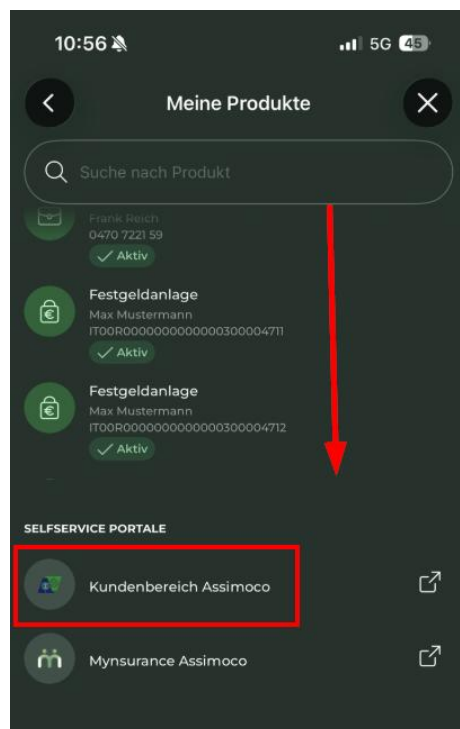 10:56
5G 45
Meine Produkte
Suche nach Produkt
Frank Reich
0470 7221 59
Aktiv
Festgeldanlage
Max Mustermann
IT00R0000000000000300004711
Aktiv
Festgeldanlage
Max Mustermann
IT00R0000000000000300004712
Aktiv
SELFSERVICE PORTALE
Kundenbereich Assimoco
Mynsurance Assimoco